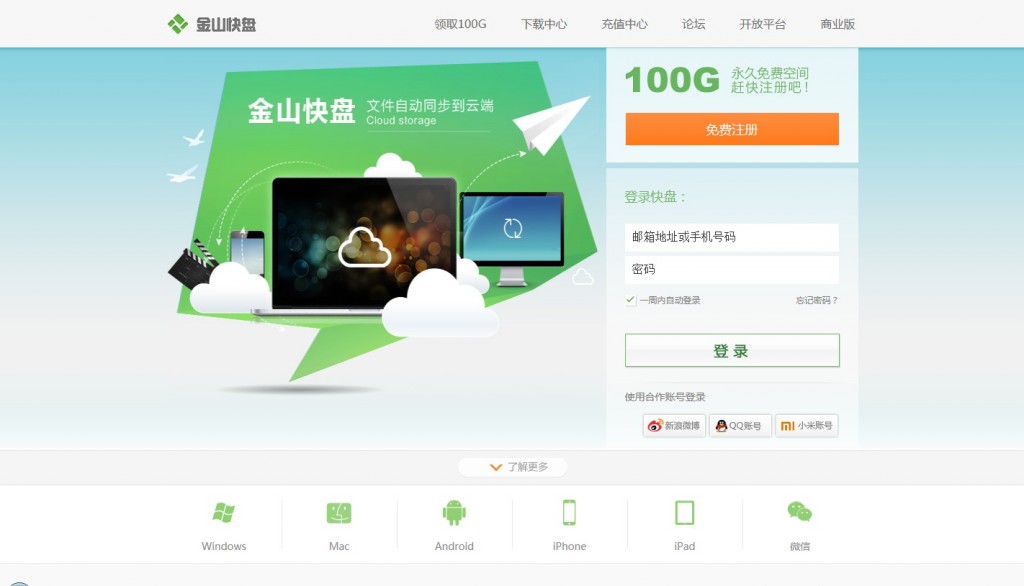 金山快盘
领取100G
下载中心
充值中心
论坛
开放平台
商业版
金山快盘
文件自动同步到云端
Cloud storage
100G
永久免费空间
赶快注册吧！
免费注册
登录快盘：
邮箱地址或手机号码
密码
一周内自动登录
忘记密码？
登 录
使用合作账号登录
新浪微博
QQ账号
小米账号
了解更多
Windows
Mac
Android
iPhone
iPad
微信